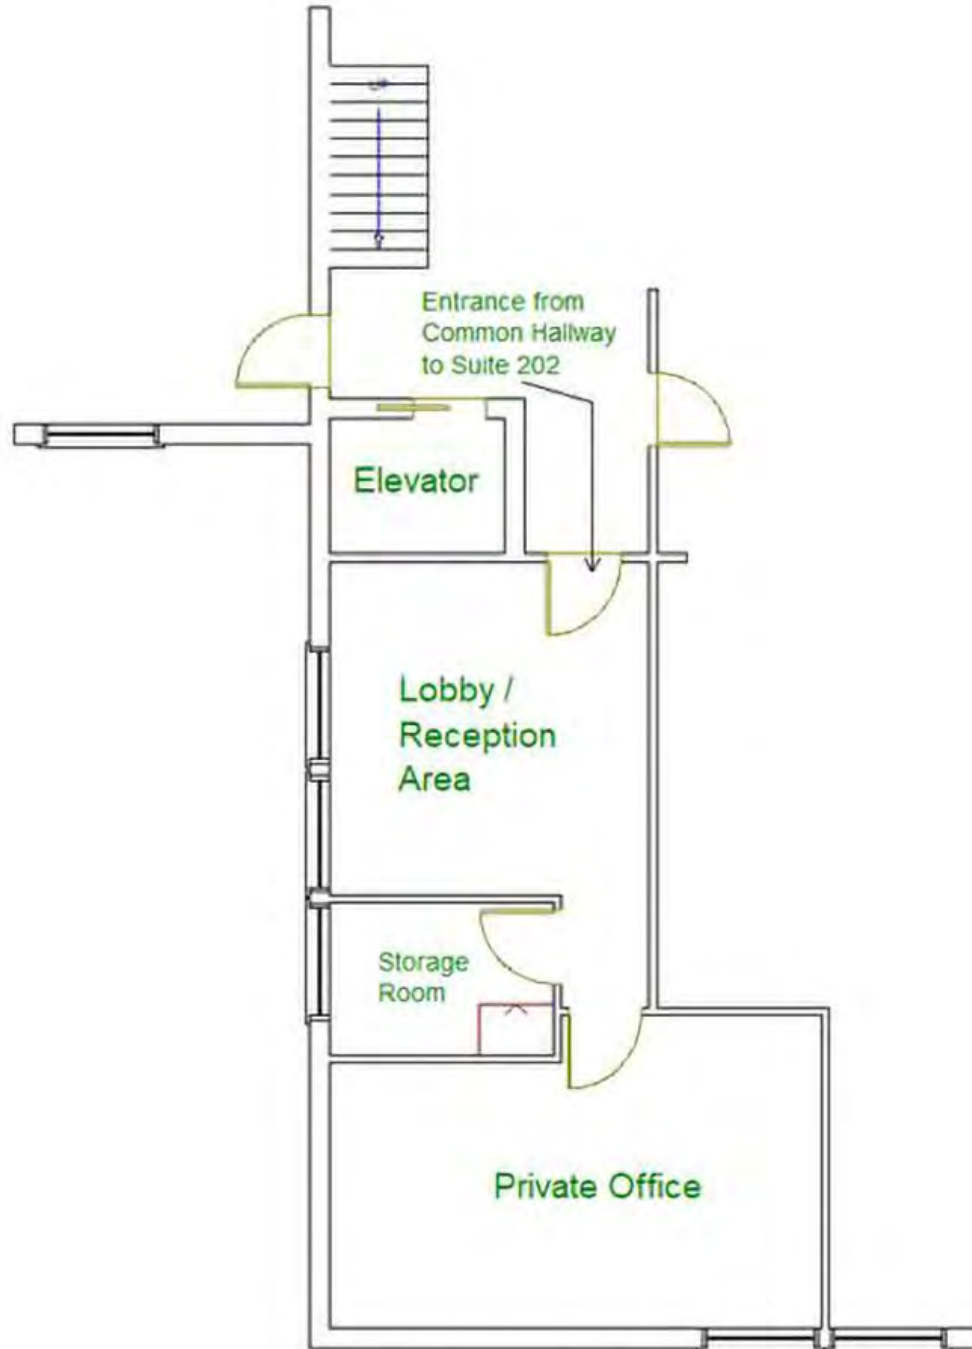 Entrance from
Common Hallway
to Suite 202
Elevator
Lobby /
Reception
Area
Storage
Room
Private Office